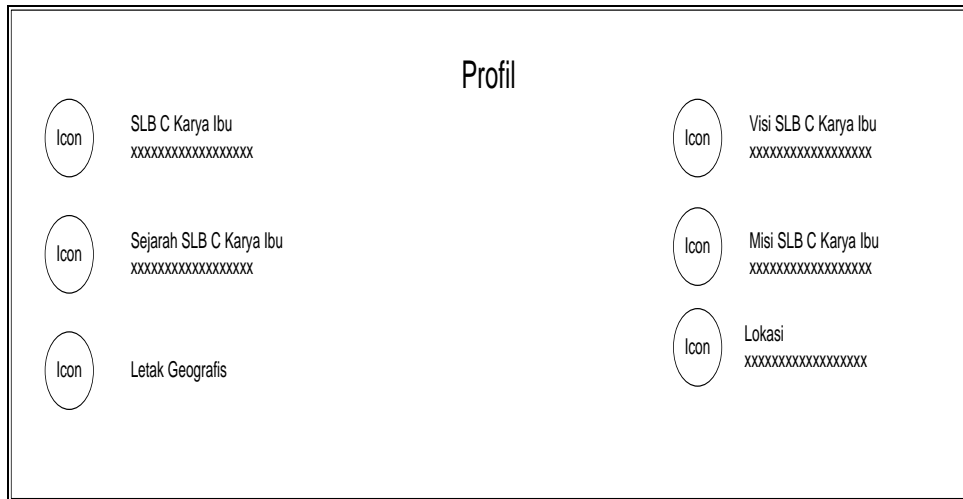 Profil
Icon
SLB C Karya Ibu
xxxxxxxxxxxxxxxxxx
Icon
Sejarah SLB C Karya Ibu
xxxxxxxxxxxxxxxxxx
Icon
Letak Geografis
Icon
Visi SLB C Karya Ibu
xxxxxxxxxxxxxxxxxx
Icon
Misi SLB C Karya Ibu
xxxxxxxxxxxxxxxxxx
Icon
Lokasi
xxxxxxxxxxxxxxxxxx